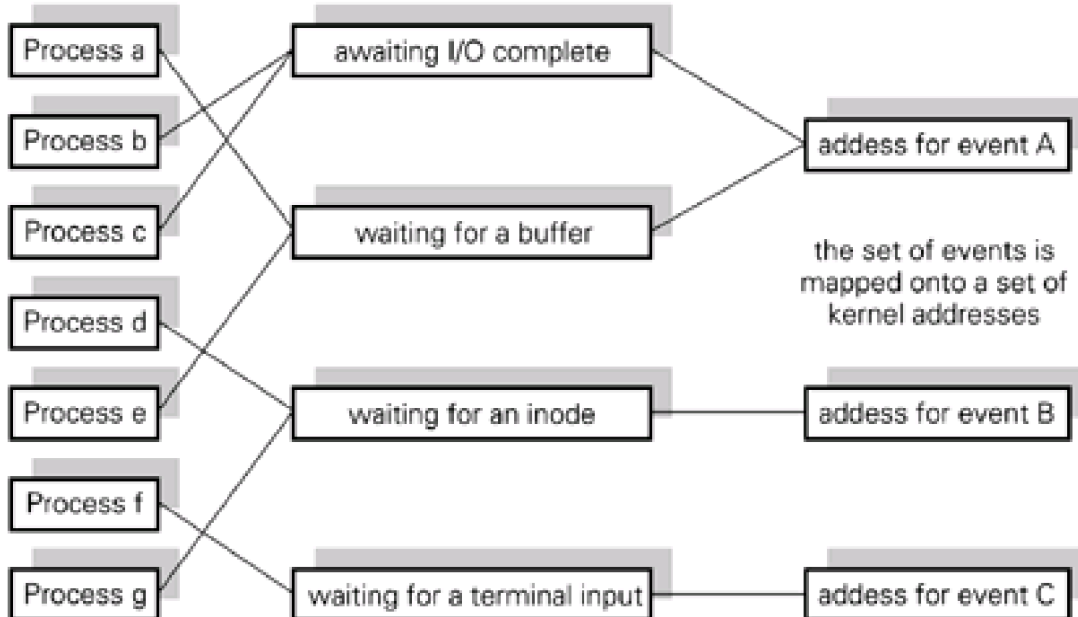 Process a
awaiting I/O complete
Process b
addess for event A
Process c
waiting for a buffer
the set of events is
mapped onto a set of
kernel addresses
Process d
Process e
waiting for an inode
addess for event B
Process f
Process g
waiting for a terminal input
addess for event C